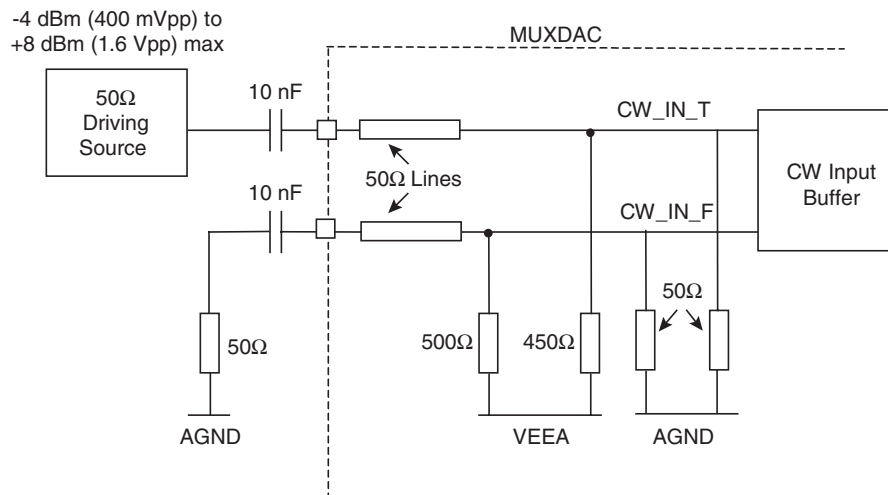 -4 dBm (400 mVpp) to
+8 dBm (1.6 Vpp) max
MUXDAC
50Ω
Driving
Source
10 nF
CW_IN_T
50Ω Lines
CW Input
Buffer
10 nF
CW_IN_F
50Ω
50Ω
500Ω
450Ω
AGND
VEEA
AGND